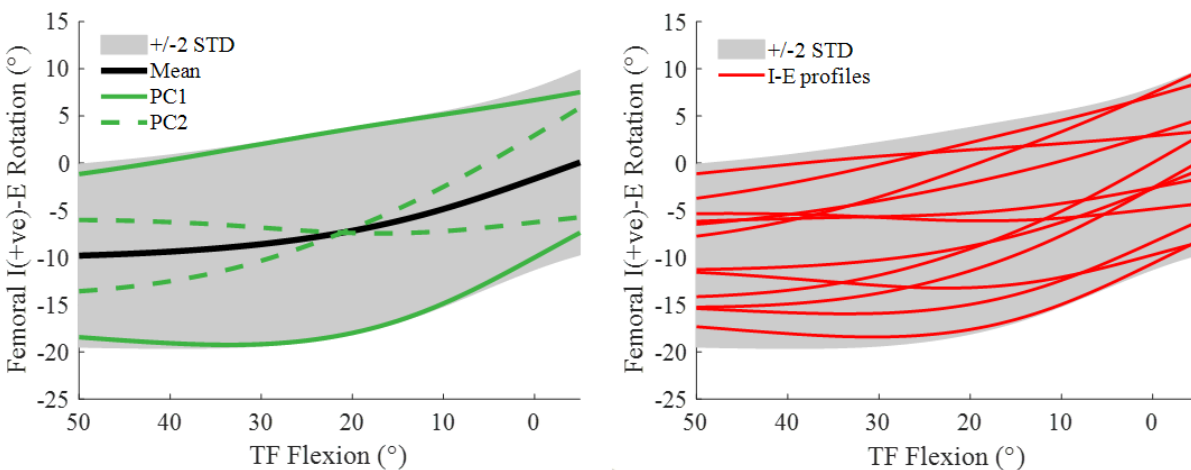 15
10
5
0
-5
-10
-15
-20
-25
50 40 30 20 10 0
Femoral I(+ve)-E Rotation (°)
TF Flexion (°)
+/-2 STD
Mean
PC1
PC2
15
10
5
0
-5
-10
-15
-20
-25
50 40 30 20 10 0
Femoral I(+ve)-E Rotation (°)
TF Flexion (°)
+/-2 STD
I-E profiles